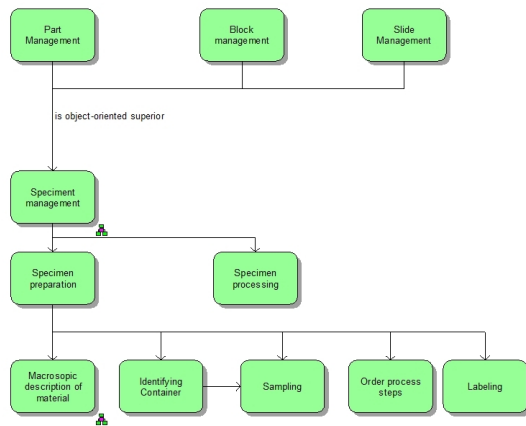 Part
Management
Block
management
Slide
Management
is object-oriented superior
Speciment
management
Specimen
preparation
Specimen
processing
Macrosopic
description of
material
Identifying
Container
Sampling
Order process
steps
Labeling